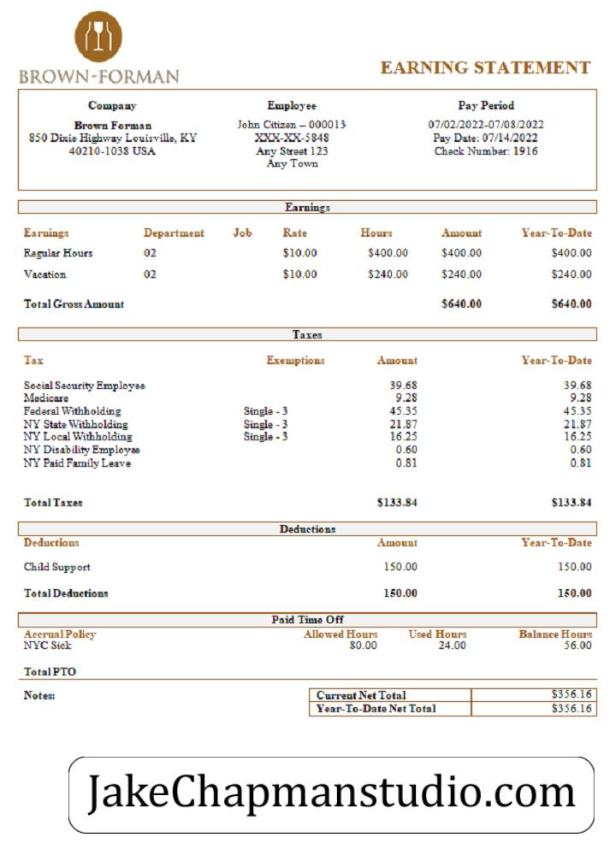 BROWN-FORMAN
EARNING STATEMENT
Company Employee Pay Period
Brown Forman John Citizen – 000013 07/02/2022-07/08/2022
850 Dixie Highway Louisville, KY XXX-XX-5848 Pay Date: 07/14/2022
40210-1038 USA Any Street 123 Check Number: 1916
Any Town
Earnings
Earnings Department Job Rate Hours Amount Year-To-Date
Regular Hours 02 $10.00 $400.00 $400.00 $400.00
Vacation 02 $10.00 $240.00 $240.00 $240.00
Total Gross Amount $640.00 $640.00
Taxes
Tax Exemptions Amount Year-To-Date
Social Security Employee 39.68 39.68
Medicare 9.28 9.28
Federal Withholding Single - 3 45.35 45.35
NY State Withholding Single - 3 21.87 21.87
NY Local Withholding Single - 3 16.25 16.25
NY Disability Employee 0.60 0.60
NY Paid Family Leave 0.81 0.81
Total Taxes $133.84 $133.84
Deductions
Deductions Amount Year-To-Date
Child Support 150.00 150.00
Total Deductions 150.00 150.00
Paid Time Off
Accrual Policy Allowed Hours Used Hours Balance Hours
NYC Sick 80.00 24.00 56.00
Total PTO
Notes: Current Net Total $356.16
Year-To-Date Net Total $356.16
JakeChapmanstudio.com